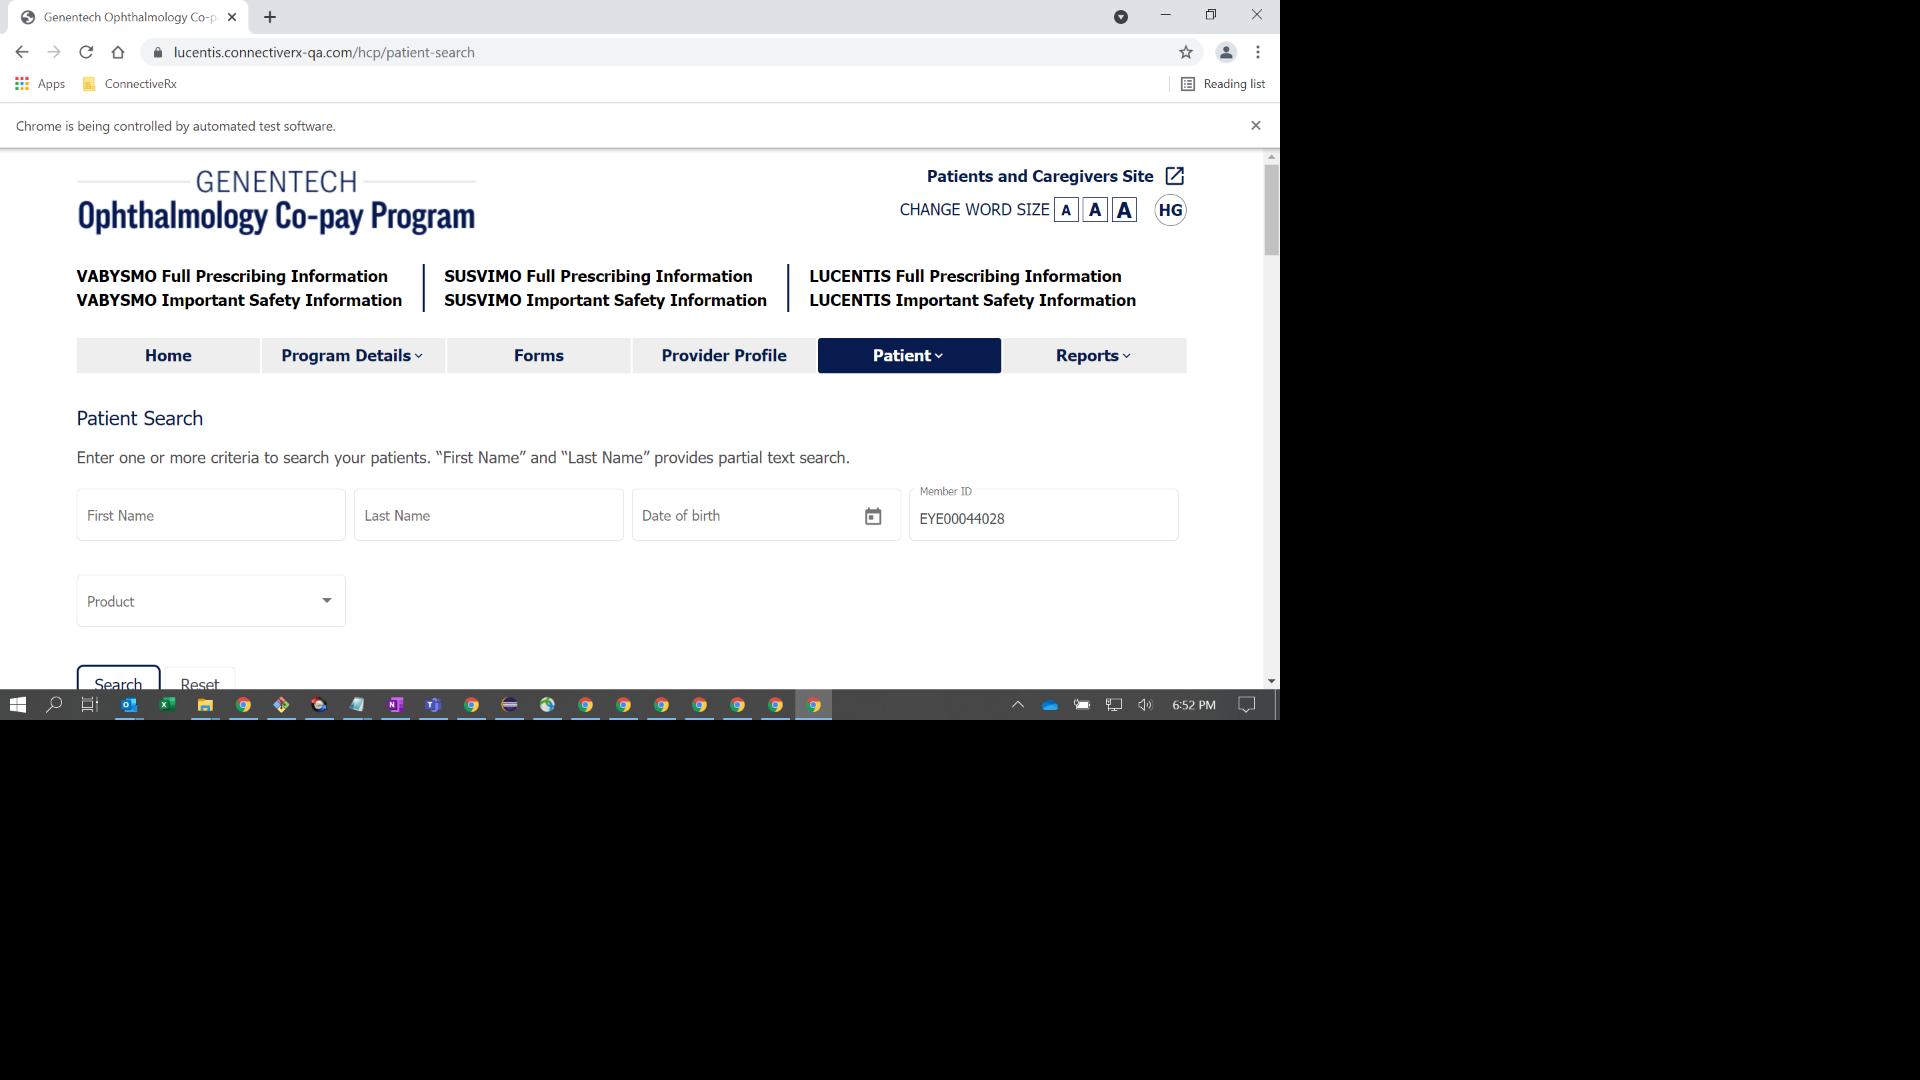 Genentech Ophthalmology Co-p
lucentis.connectiverx-qa.com/hcp/patient-search
Apps
ConnectiveRx
Reading list
Chrome is being controlled by automated test software.
GENENTECH
Ophthalmology Co-pay Program
Patients and Caregivers Site
CHANGE WORD SIZE A A A HG
VABYSMO Full Prescribing Information
VABYSMO Important Safety Information
SUSVIMO Full Prescribing Information
SUSVIMO Important Safety Information
LUCENTIS Full Prescribing Information
LUCENTIS Important Safety Information
Home
Program Details
Forms
Provider Profile
Patient
Reports
Patient Search
Enter one or more criteria to search your patients. “First Name” and “Last Name” provides partial text search.
First Name
Last Name
Date of birth
Member ID
EYE00044028
Product
Search
Reset
6:52 PM